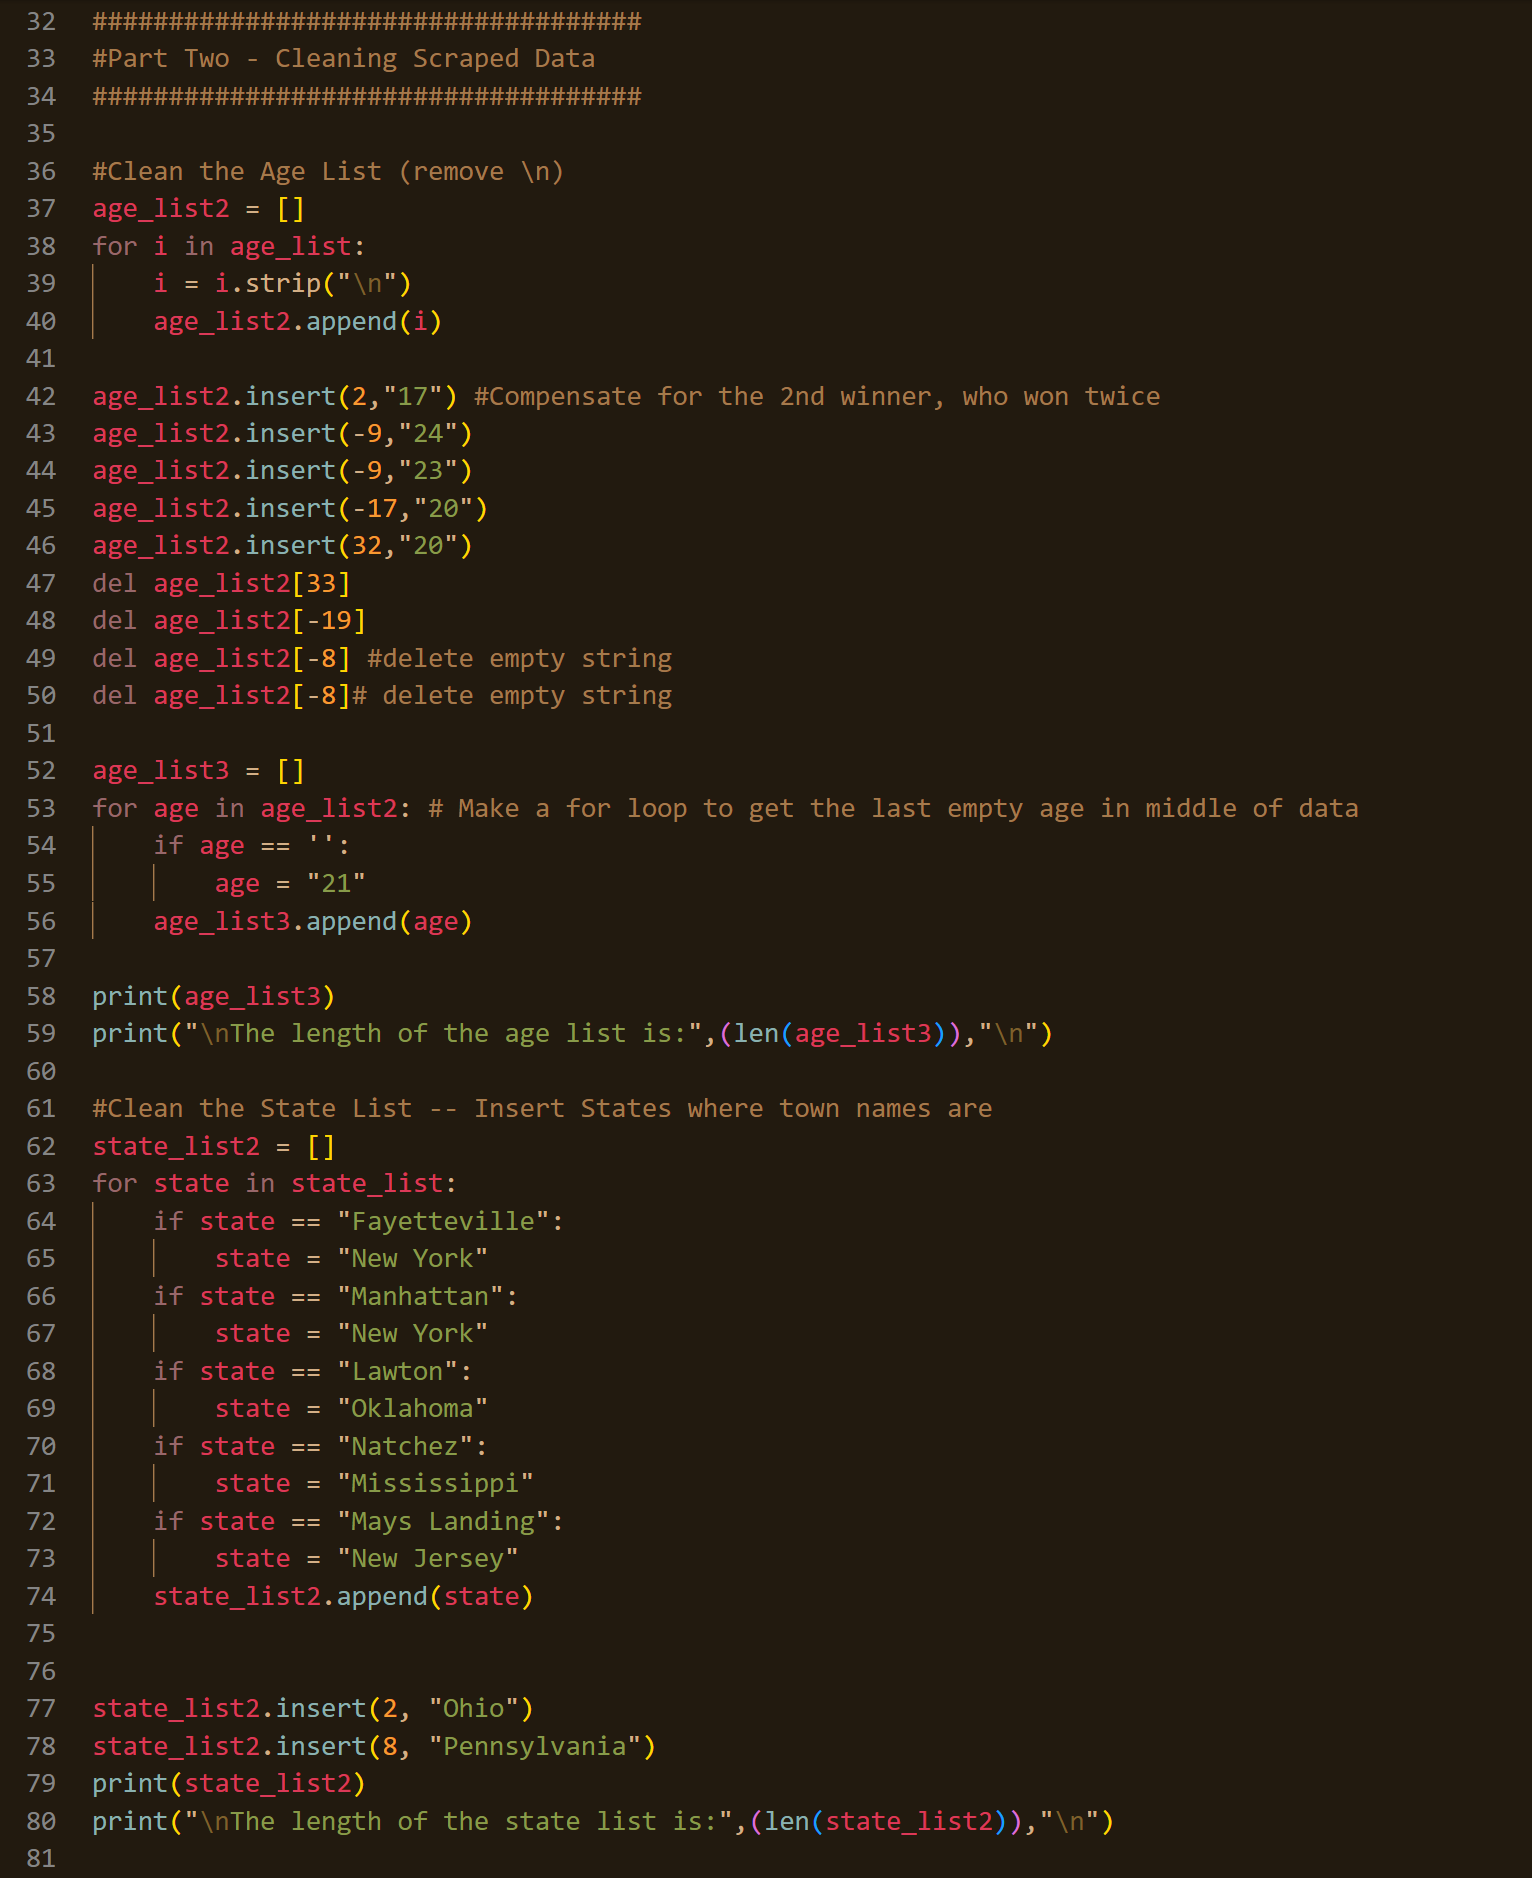 32 ####################################
33 #Part Two - Cleaning Scraped Data
34 ####################################
35
36 #Clean the Age List (remove \n)
37 age_list2 = []
38 for i in age_list:
39     i = i.strip("\n")
40     age_list2.append(i)
41
42 age_list2.insert(2,"17") #Compensate for the 2nd winner, who won twice
43 age_list2.insert(-9,"24")
44 age_list2.insert(-9,"23")
45 age_list2.insert(-17,"20")
46 age_list2.insert(32,"20")
47 del age_list2[33]
48 del age_list2[-19]
49 del age_list2[-8] #delete empty string
50 del age_list2[-8]# delete empty string
51
52 age_list3 = []
53 for age in age_list2: # Make a for loop to get the last empty age in middle of data
54     if age == '':
55         age = "21"
56     age_list3.append(age)
57
58 print(age_list3)
59 print("\nThe length of the age list is:",(len(age_list3)),"\n")
60
61 #Clean the State List -- Insert States where town names are
62 state_list2 = []
63 for state in state_list:
64     if state == "Fayetteville":
65         state = "New York"
66     if state == "Manhattan":
67         state = "New York"
68     if state == "Lawton":
69         state = "Oklahoma"
70     if state == "Natchez":
71         state = "Mississippi"
72     if state == "Mays Landing":
73         state = "New Jersey"
74     state_list2.append(state)
75
76
77 state_list2.insert(2, "Ohio")
78 state_list2.insert(8, "Pennsylvania")
79 print(state_list2)
80 print("\nThe length of the state list is:",(len(state_list2)),"\n")
81